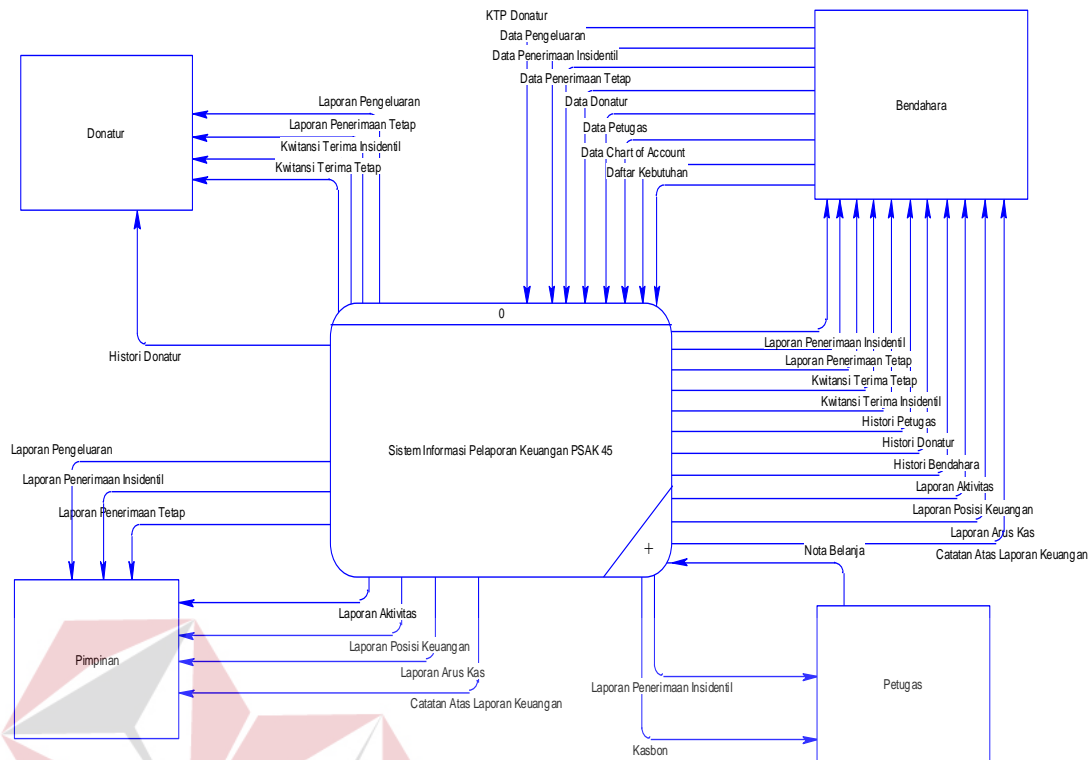 KTP Donatur
Data Pengeluaran
Data Penerimaan Insidentil
Data Penerimaan Tetap
Data Donatur
Data Petugas
Data Chart of Account
Daftar Kebutuhan
Bendahara
Donatur
Laporan Pengeluaran
Laporan Penerimaan Tetap
Kwitansi Terima Insidentil
Kwitansi Terima Tetap
Histori Donatur
0
Sistem Informasi Pelaporan Keuangan PSAK 45
+
Laporan Penerimaan Insidentil
Laporan Penerimaan Tetap
Kwitansi Terima Tetap
Kwitansi Terima Insidentil
Histori Petugas
Histori Donatur
Histori Bendahara
Laporan Aktivitas
Laporan Posisi Keuangan
Laporan Arus Kas
Catatan Atas Laporan Keuangan
Laporan Pengeluaran
Laporan Penerimaan Insidentil
Laporan Penerimaan Tetap
Pimpinan
Laporan Aktivitas
Laporan Posisi Keuangan
Laporan Arus Kas
Catatan Atas Laporan Keuangan
Nota Belanja
Laporan Penerimaan Insidentil
Kasbon
Petugas